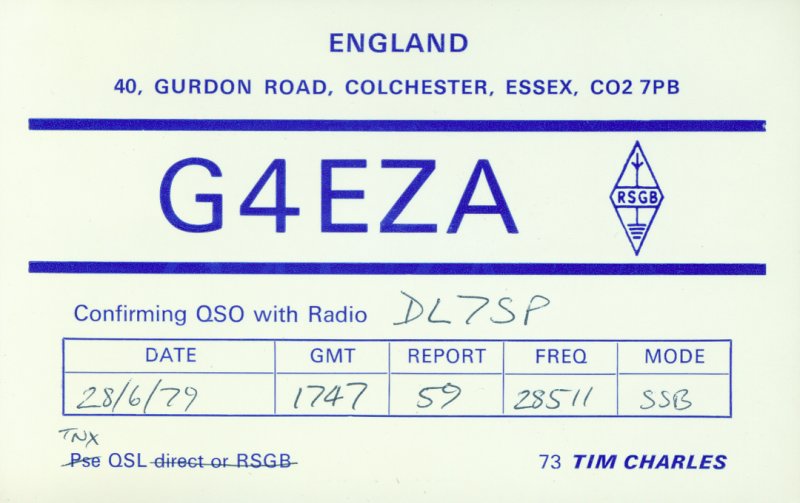 ENGLAND
40, GURDON ROAD, COLCHESTER, ESSEX, CO2 7PB
G4EZA
RSGB
Confirming QSO with Radio DL7SP
DATE GMT REPORT FREQ MODE
28/6/79 1747 59 28511 SSB
TNX
Pse QSL direct or RSGB
73 TIM CHARLES